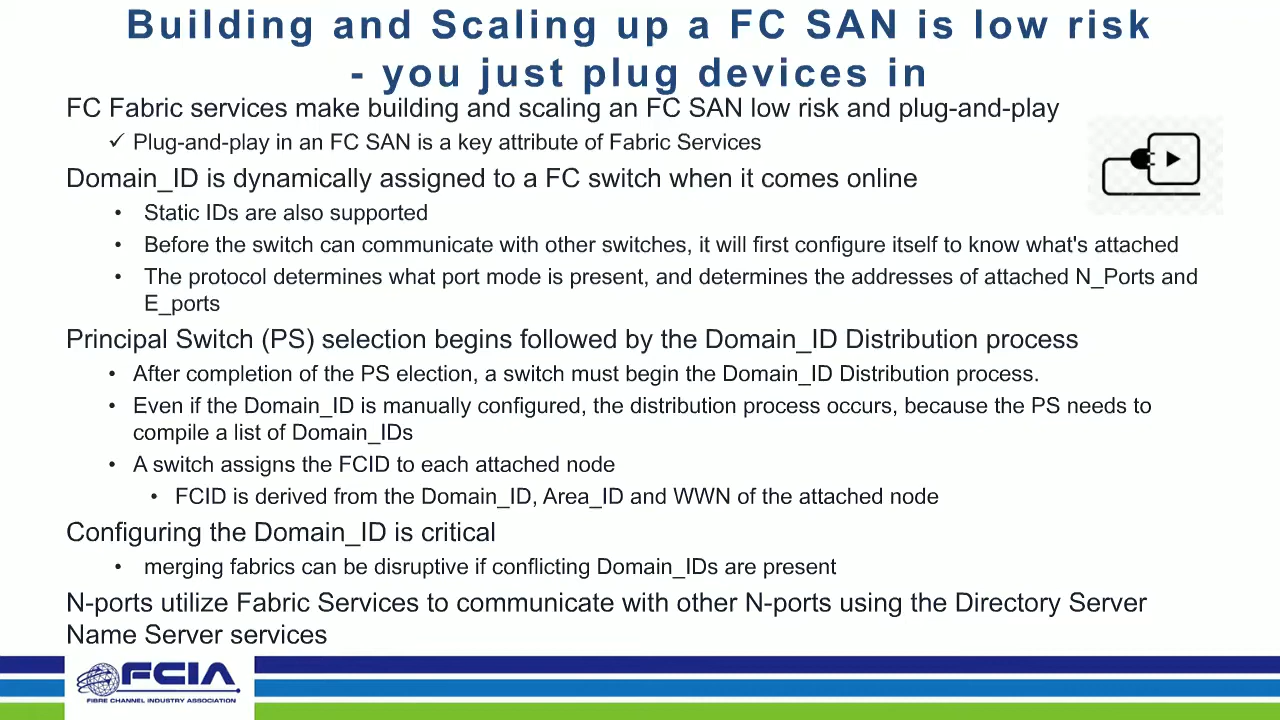 Building and Scaling up a FC SAN is low risk
- you just plug devices in
FC Fabric services make building and scaling an FC SAN low risk and plug-and-play
✓ Plug-and-play in an FC SAN is a key attribute of Fabric Services
Domain_ID is dynamically assigned to a FC switch when it comes online
• Static IDs are also supported
• Before the switch can communicate with other switches, it will first configure itself to know what's attached
• The protocol determines what port mode is present, and determines the addresses of attached N_Ports and
E_ports
Principal Switch (PS) selection begins followed by the Domain_ID Distribution process
• After completion of the PS election, a switch must begin the Domain_ID Distribution process.
• Even if the Domain_ID is manually configured, the distribution process occurs, because the PS needs to
compile a list of Domain_IDs
• A switch assigns the FCID to each attached node
• FCID is derived from the Domain_ID, Area_ID and WWN of the attached node
Configuring the Domain_ID is critical
• merging fabrics can be disruptive if conflicting Domain_IDs are present
N-ports utilize Fabric Services to communicate with other N-ports using the Directory Server
Name Server services
FCIA
FIBRE CHANNEL INDUSTRY ASSOCIATION